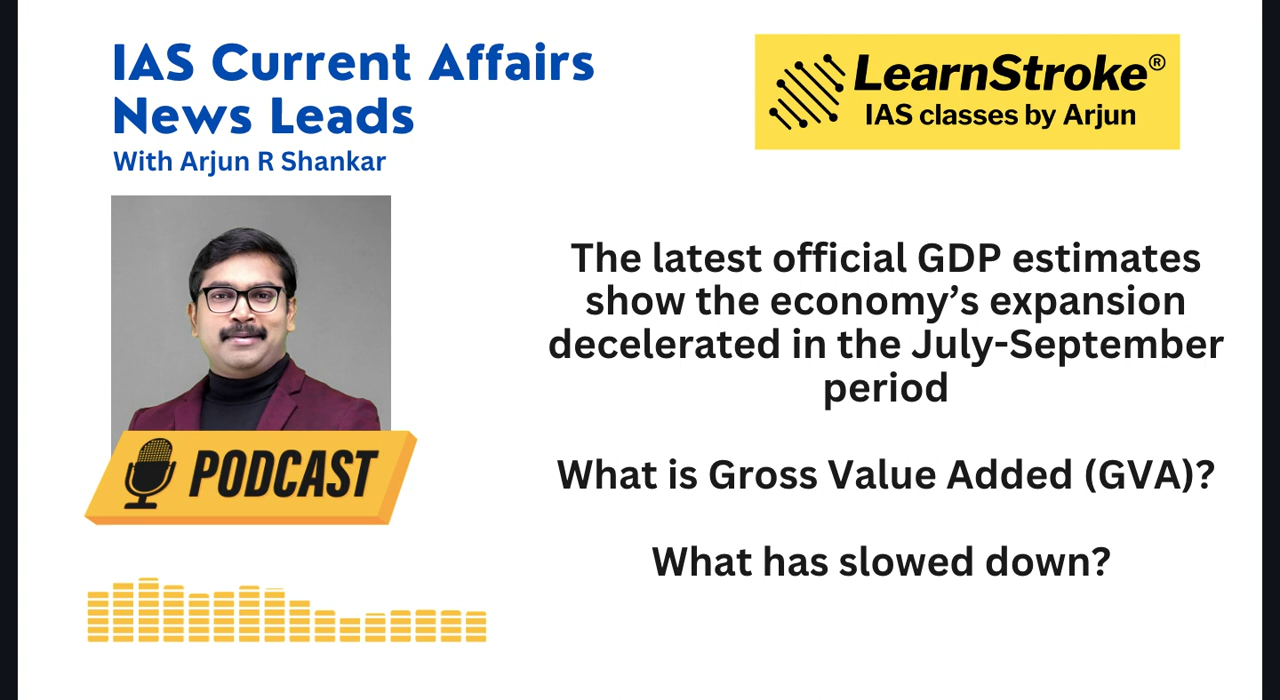 IAS Current Affairs
News Leads
With Arjun R Shankar
LearnStroke®
IAS classes by Arjun
The latest official GDP estimates
show the economy’s expansion
decelerated in the July-September
period
What is Gross Value Added (GVA)?
What has slowed down?
PODCAST